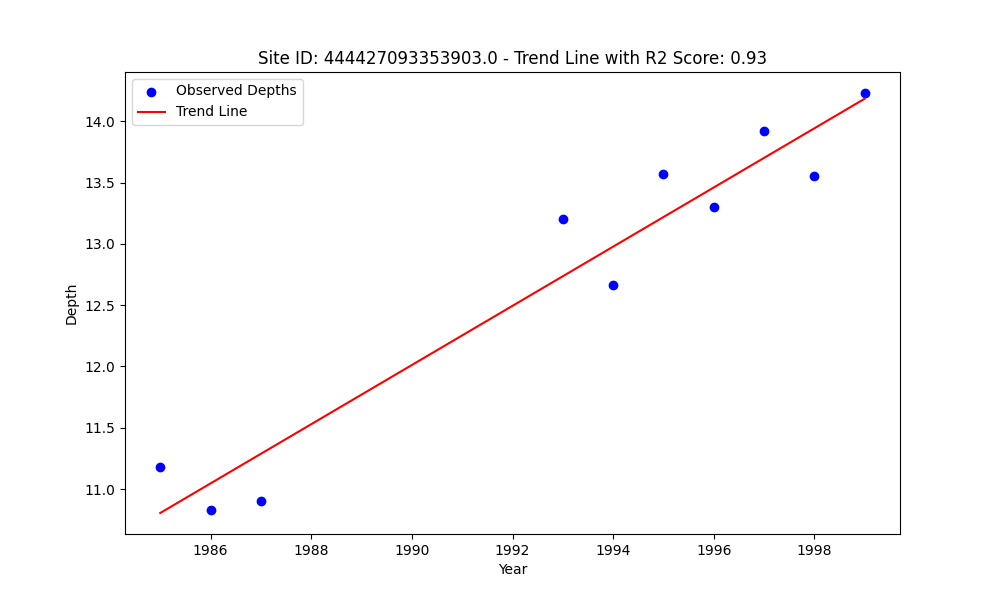 Site ID: 444427093353903.0 - Trend Line with R2 Score: 0.93
Observed Depths
Trend Line
14.0
13.5
13.0
12.5
12.0
11.5
11.0
Depth
1986 1988 1990 1992 1994 1996 1998
Year